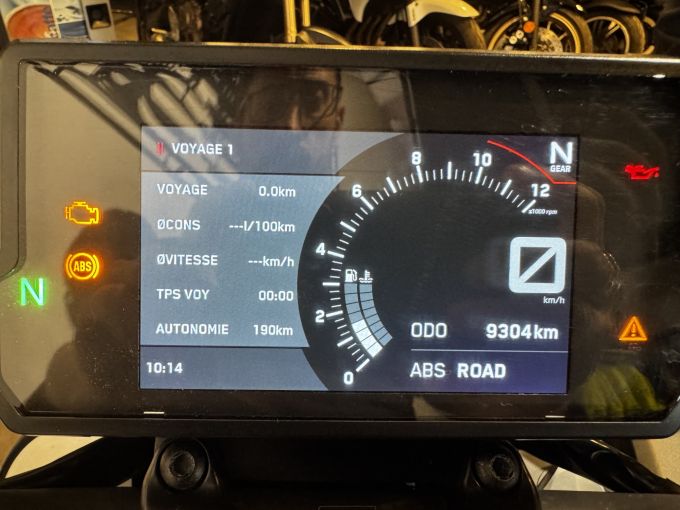 VOYAGE 1
VOYAGE 0.0km
ØCONS ---l/100km
ØVITESSE ---km/h
TPS VOY 00:00
AUTONOMIE 190km
10:14
0
2
4
6
8
10
12
x1000 rpm
N
GEAR
km/h
ODO 9304km
ABS ROAD
ABS
N